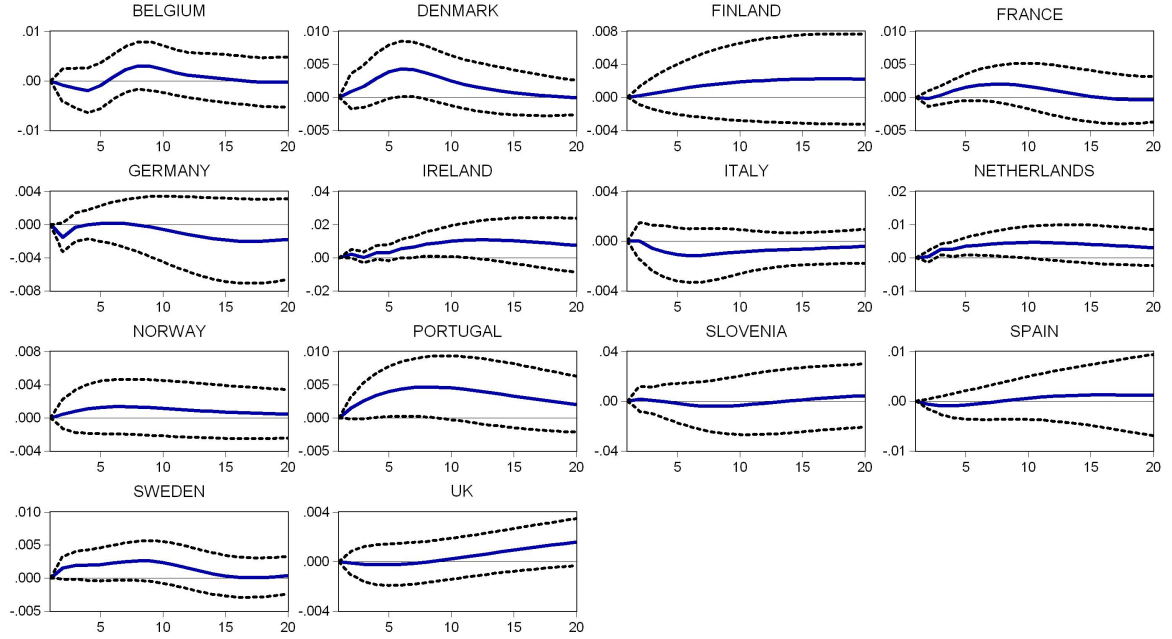 BELGIUM
.01
.00
-.01
5 10 15 20
DENMARK
.010
.005
.000
-.005
5 10 15 20
FINLAND
.008
.004
.000
-.004
5 10 15 20
FRANCE
.010
.005
.000
-.005
5 10 15 20
GERMANY
.004
.000
-.004
-.008
5 10 15 20
IRELAND
.04
.02
.00
-.02
5 10 15 20
ITALY
.004
.000
-.004
5 10 15 20
NETHERLANDS
.02
.01
.00
-.01
5 10 15 20
NORWAY
.008
.004
.000
-.004
5 10 15 20
PORTUGAL
.010
.005
.000
-.005
5 10 15 20
SLOVENIA
.04
.00
-.04
5 10 15 20
SPAIN
.01
.00
-.01
5 10 15 20
SWEDEN
.010
.005
.000
-.005
5 10 15 20
UK
.004
.000
-.004
5 10 15 20